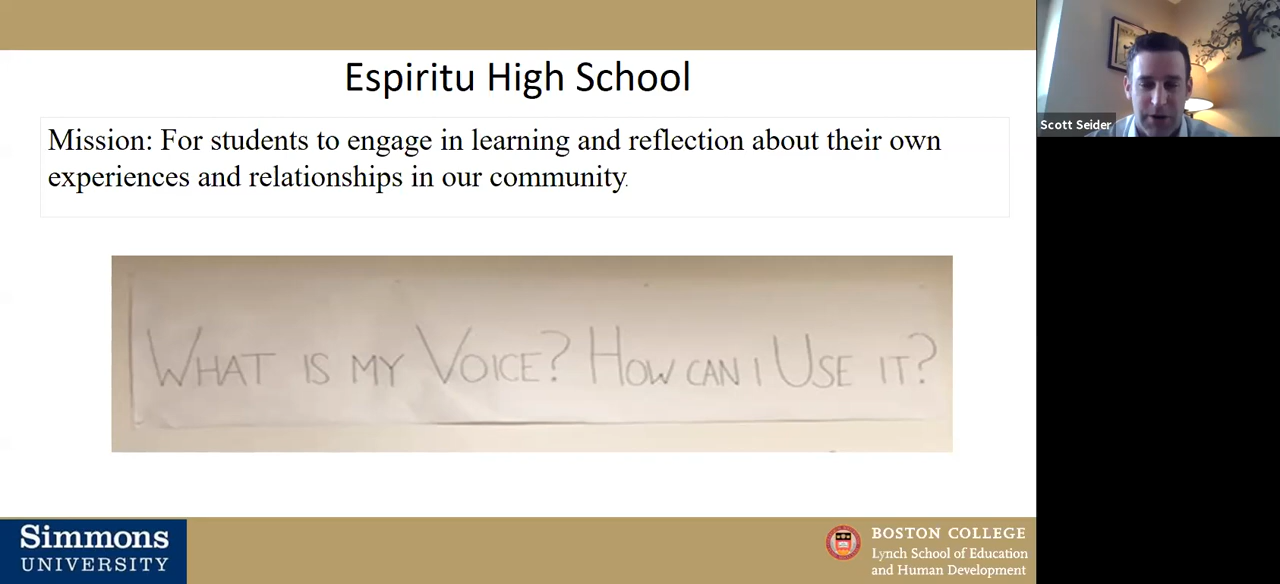 Espiritu High School
Mission: For students to engage in learning and reflection about their own
experiences and relationships in our community.
WHAT IS MY VOICE? HOW CAN I USE IT?
Scott Seider
Simmons
UNIVERSITY
BOSTON COLLEGE
Lynch School of Education
and Human Development